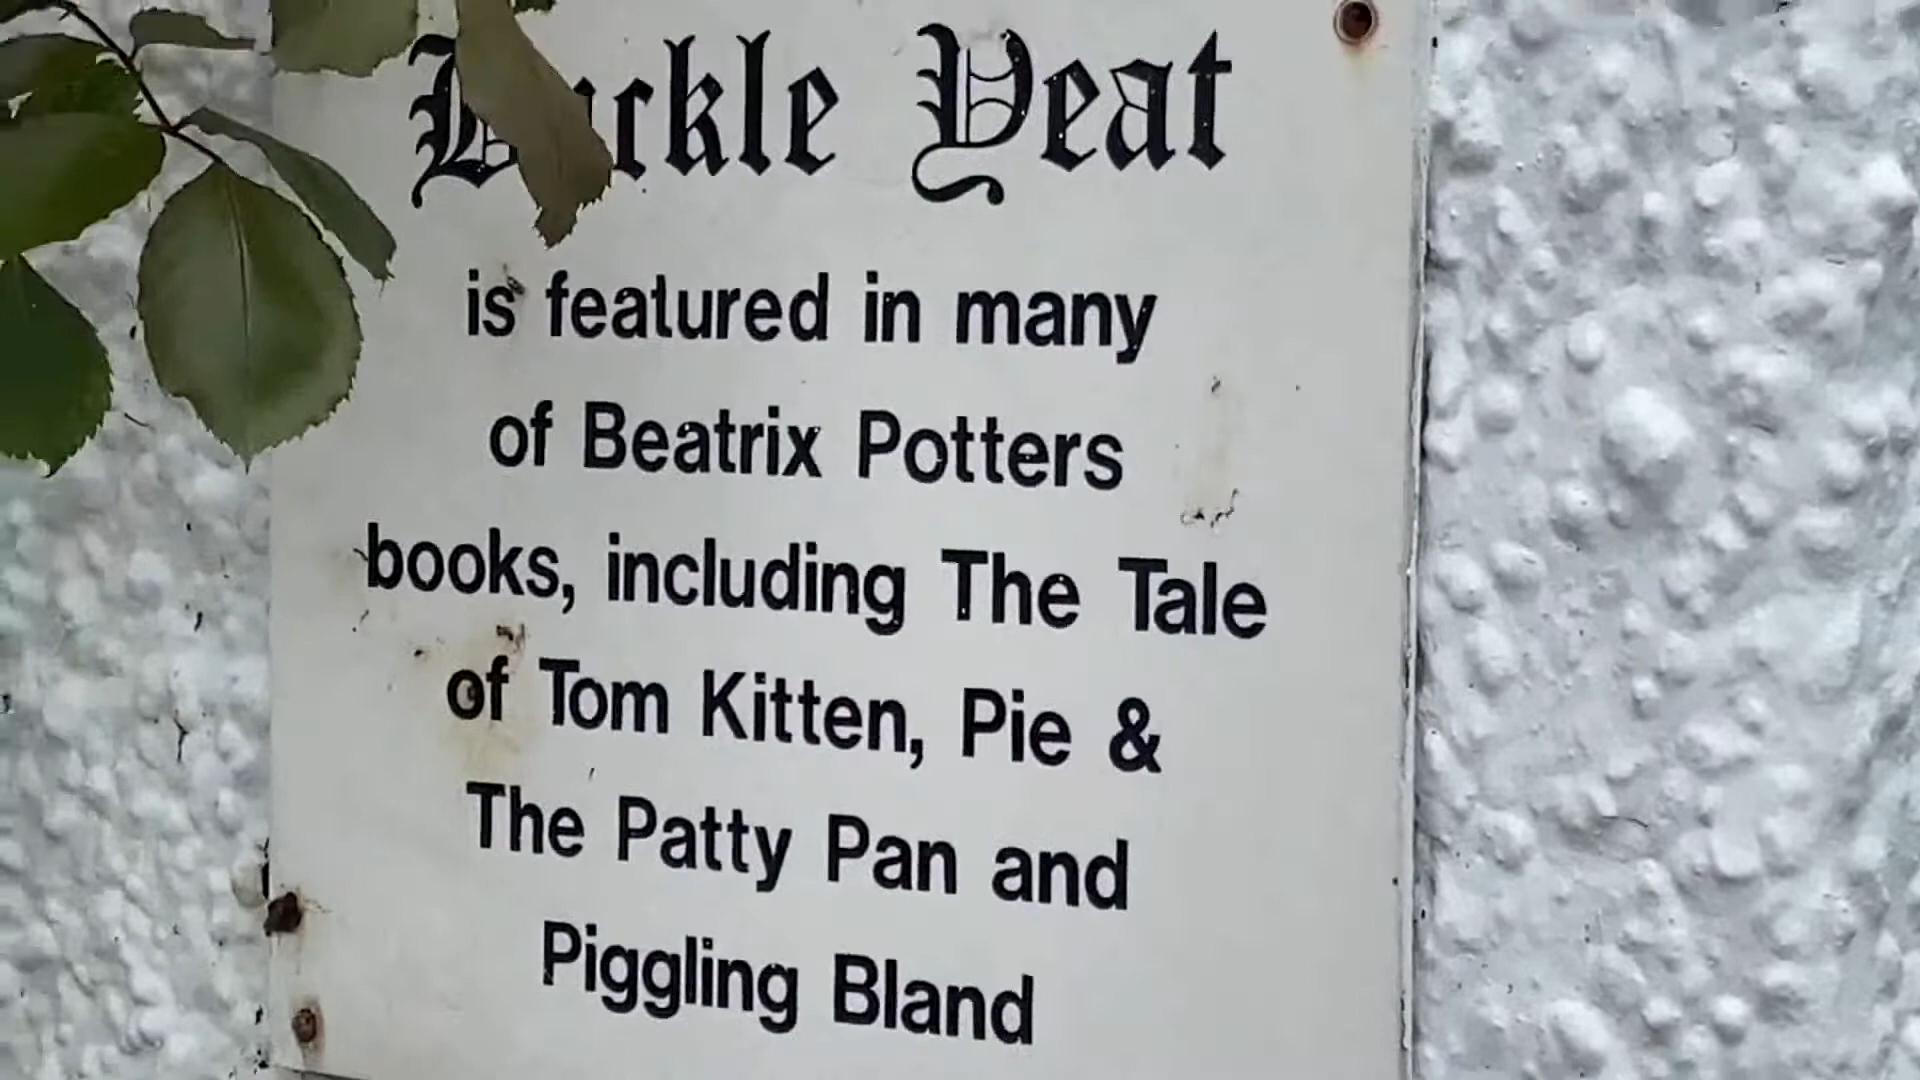 Yeat
is featured in many
of Beatrix Potters
books, including The Tale
of Tom Kitten, Pie &
The Patty Pan and
Piggling Bland